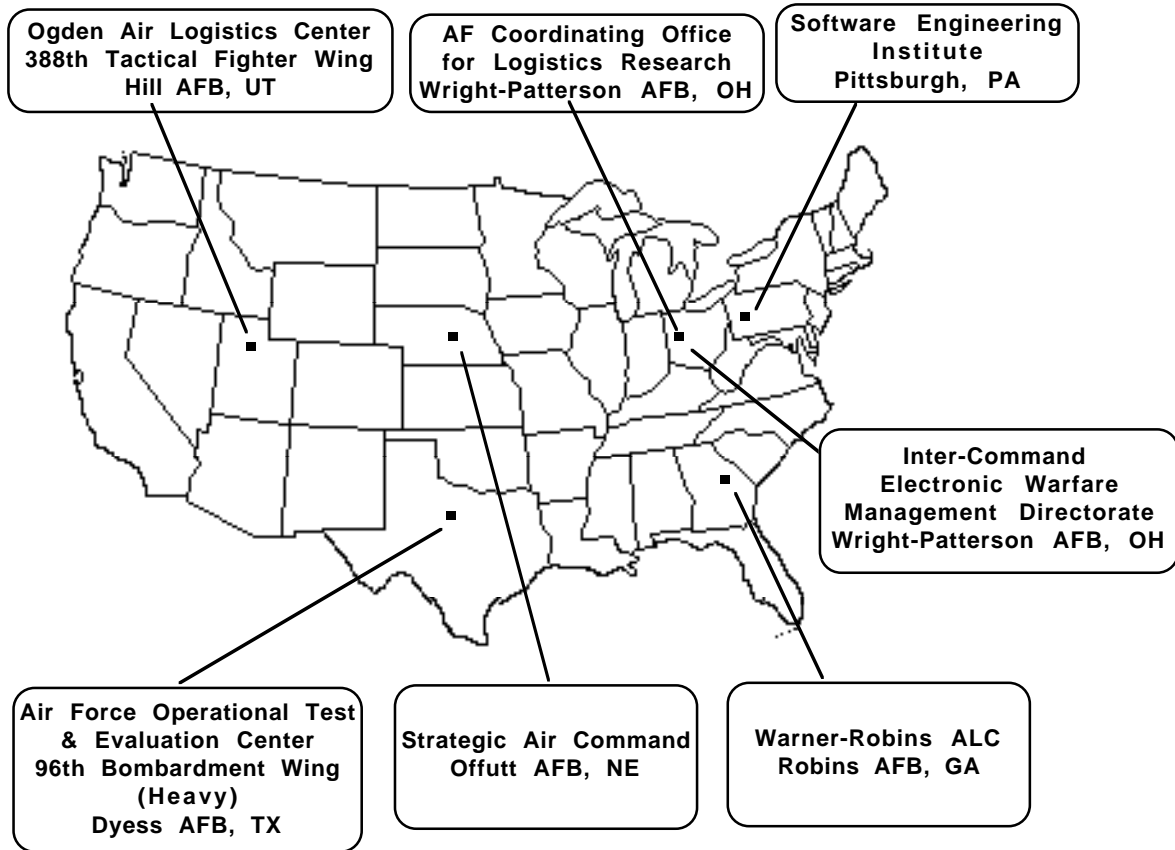 Ogden Air Logistics Center
388th Tactical Fighter Wing
Hill AFB, UT
AF Coordinating Office
for Logistics Research
Wright-Patterson AFB, OH
Software Engineering
Institute
Pittsburgh, PA
Inter-Command
Electronic Warfare
Management Directorate
Wright-Patterson AFB, OH
Air Force Operational Test
& Evaluation Center
96th Bombardment Wing
(Heavy)
Dyess AFB, TX
Strategic Air Command
Offutt AFB, NE
Warner-Robins ALC
Robins AFB, GA